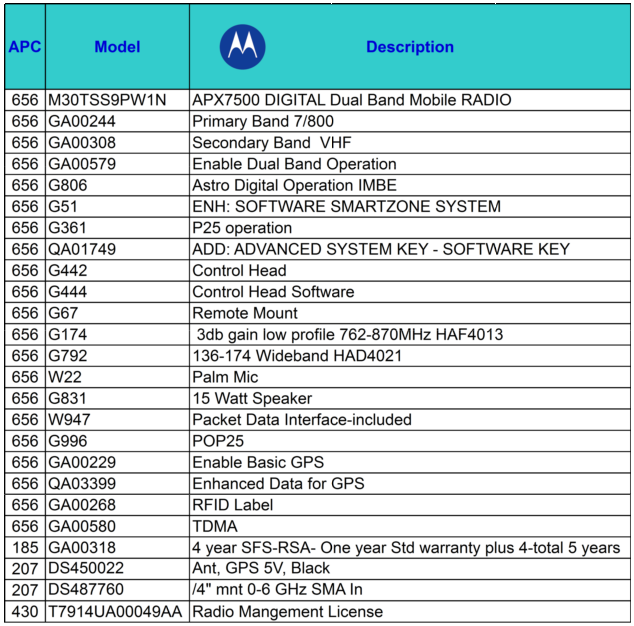 APC Model Description
656 M30TSS9PW1N APX7500 DIGITAL Dual Band Mobile RADIO
656 GA00244 Primary Band 7/800
656 GA00308 Secondary Band VHF
656 GA00579 Enable Dual Band Operation
656 G806 Astro Digital Operation IMBE
656 G51 ENH: SOFTWARE SMARTZONE SYSTEM
656 G361 P25 operation
656 QA01749 ADD: ADVANCED SYSTEM KEY - SOFTWARE KEY
656 G442 Control Head
656 G444 Control Head Software
656 G67 Remote Mount
656 G174 3db gain low profile 762-870MHz HAF4013
656 G792 136-174 Wideband HAD4021
656 W22 Palm Mic
656 G831 15 Watt Speaker
656 W947 Packet Data Interface-included
656 G996 POP25
656 GA00229 Enable Basic GPS
656 QA03399 Enhanced Data for GPS
656 GA00268 RFID Label
656 GA00580 TDMA
185 GA00318 4 year SFS-RSA- One year Std warranty plus 4-total 5 years
207 DS450022 Ant, GPS 5V, Black
207 DS487760 /4" mnt 0-6 GHz SMA In
430 T7914UA00049AA Radio Mangement License